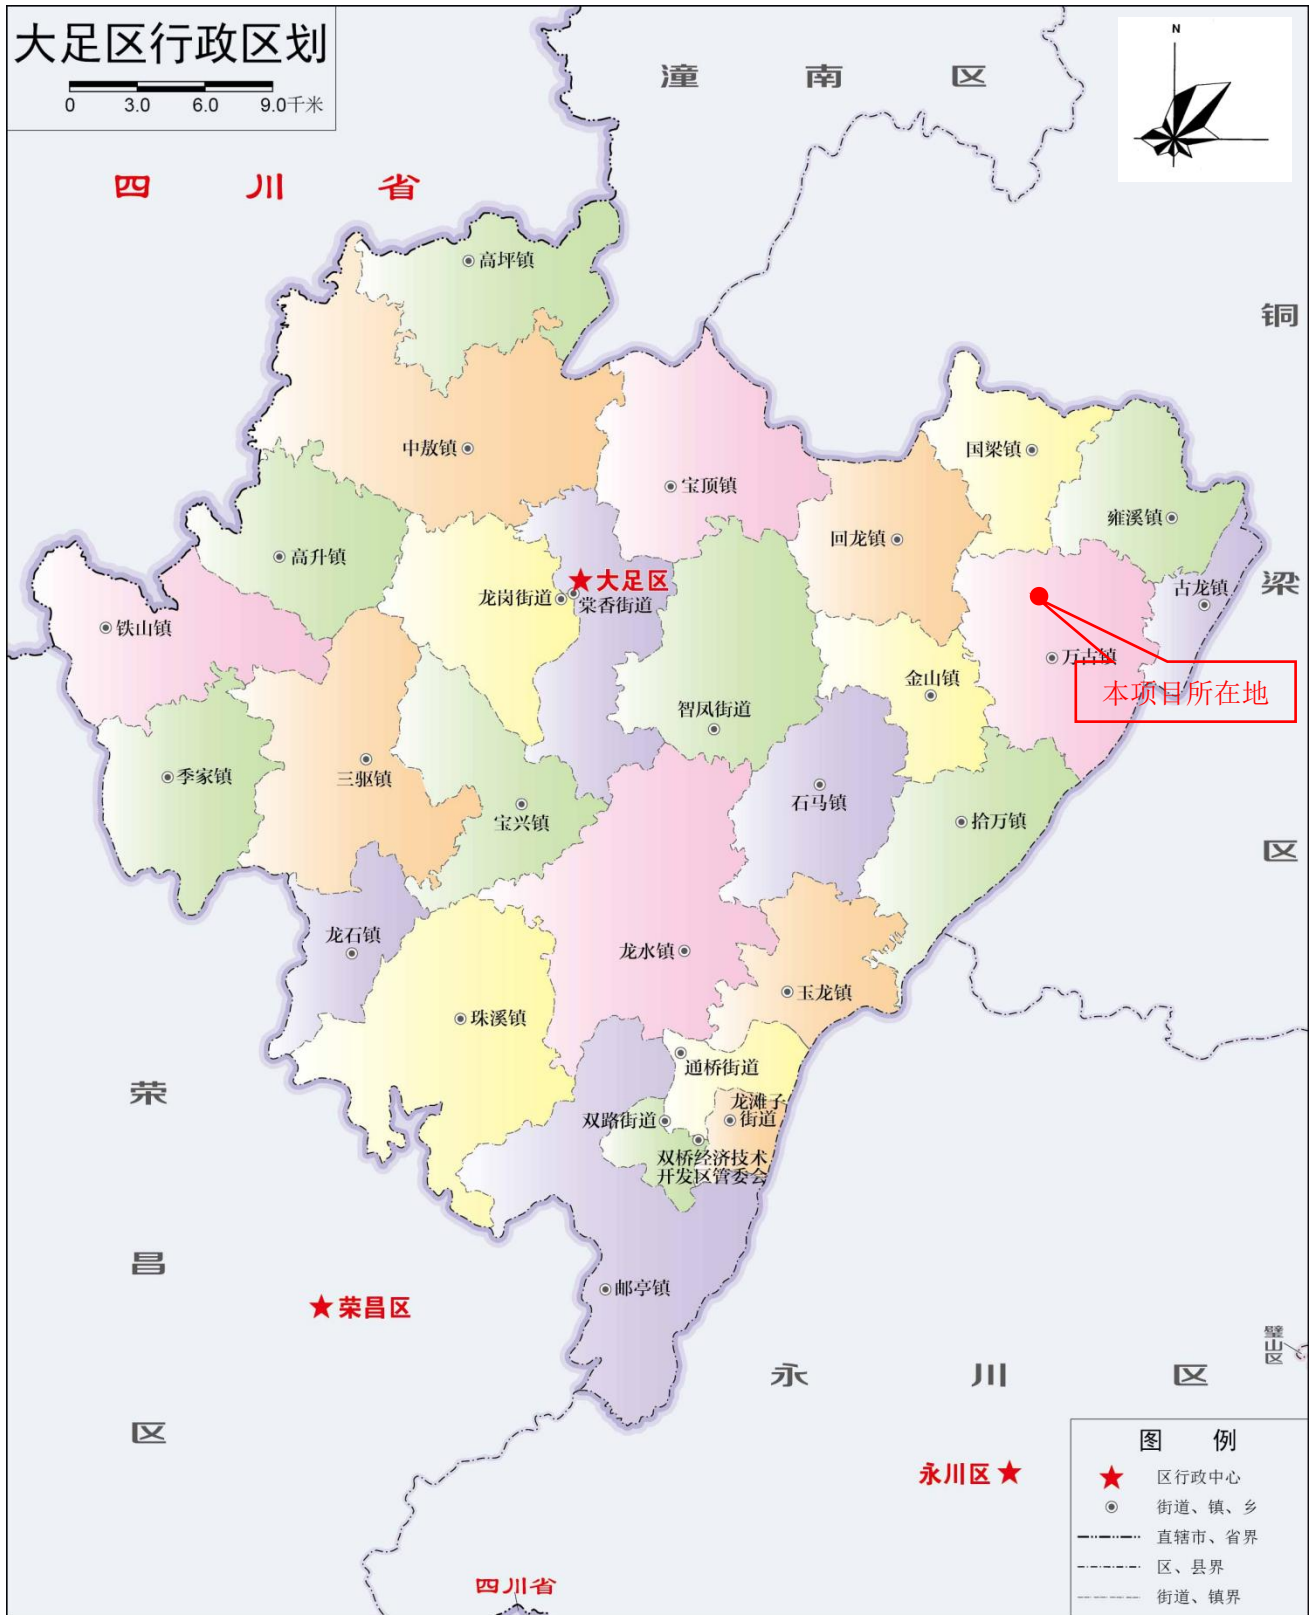 大足区行政区划
0 3.0 6.0 9.0千米
N
潼南区
四川省
高坪镇
铜梁区
中敖镇
国梁镇
宝顶镇
雍溪镇
回龙镇
高升镇
大足区
龙岗街道
棠香街道
古龙镇
铁山镇
万古镇
金山镇
本项目所在地
智凤街道
季家镇
三驱镇
石马镇
宝兴镇
拾万镇
龙石镇
龙水镇
玉龙镇
珠溪镇
通桥街道
荣昌区
龙滩子
街道
双路街道
双桥经济技术
开发区管委会
邮亭镇
荣昌区
璧山区
永川区
永川区
四川省
图例
区行政中心
街道、镇、乡
直辖市、省界
区、县界
街道、镇界